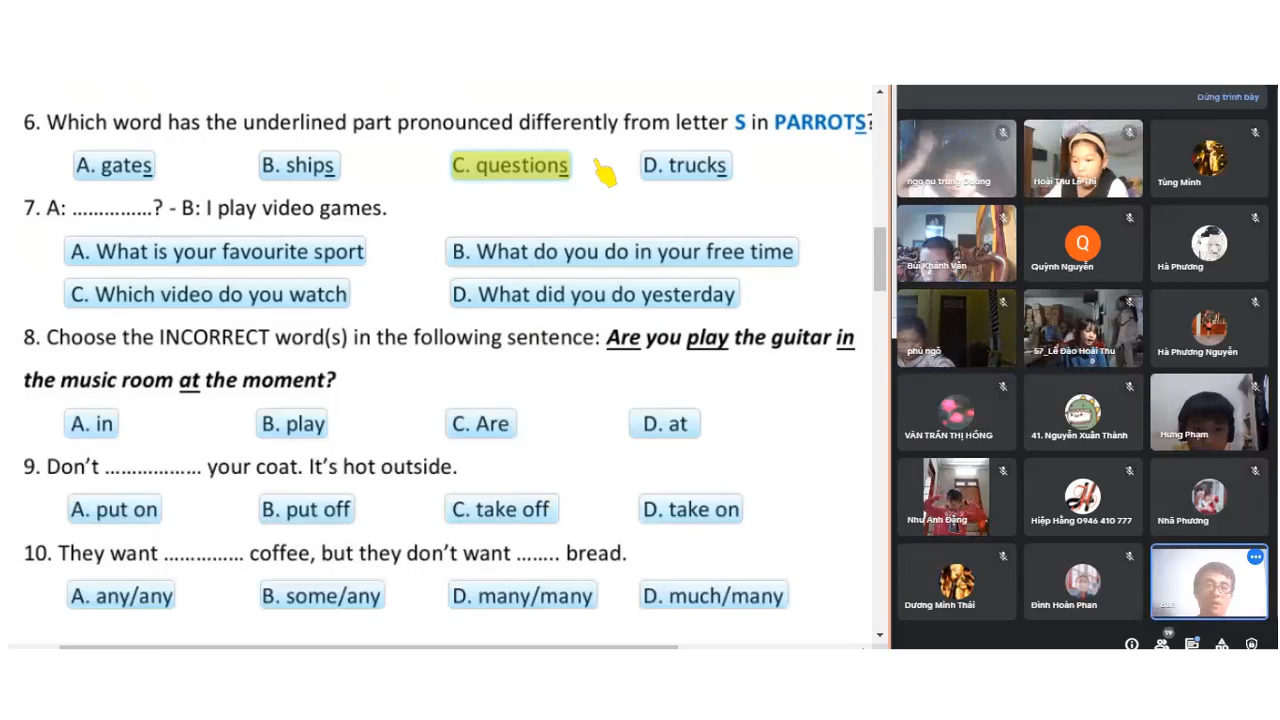 Dừng trình bày
6. Which word has the underlined part pronounced differently from letter S in PARROTS?
A. gates B. ships C. questions D. trucks
7. A: ……………? - B: I play video games.
A. What is your favourite sport B. What do you do in your free time
C. Which video do you watch D. What did you do yesterday
8. Choose the INCORRECT word(s) in the following sentence: Are you play the guitar in
the music room at the moment?
A. in B. play C. Are D. at
9. Don't ……………… your coat. It's hot outside.
A. put on B. put off C. take off D. take on
10. They want …………… coffee, but they don't want …….. bread.
A. any/any B. some/any D. many/many D. much/many
ngo nu trung Duong Hoài Thu Lê Thị Tùng Minh
Bùi Khánh Vân Quỳnh Nguyễn Hà Phương
Q
phú ngô 57_Lê Đào Hoài Thu Hà Phương Nguyễn
VÂN TRẦN THỊ HỒNG 41. Nguyễn Xuân Thành Hưng Phạm
Như Anh Đặng Hiệp Hằng 0946 410 777 Nhã Phương
Dương Minh Thái Đình Hoàn Phan Bạn
19